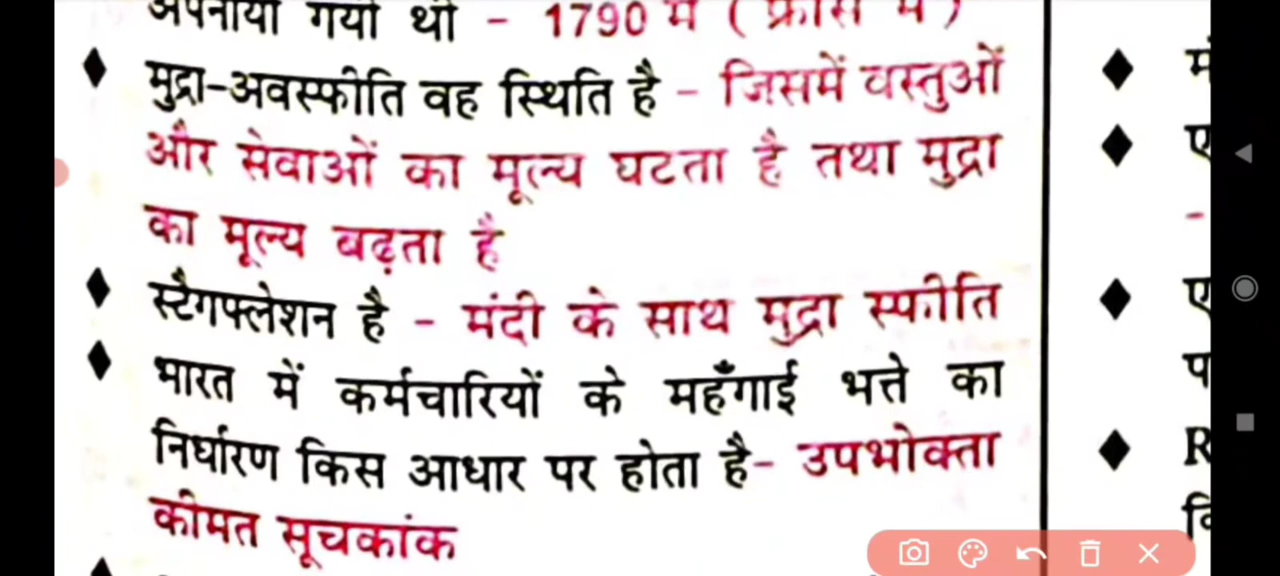 अपनाया गया था - 1790 में ( फ्रांस में )
♦ मुद्रा-अवस्फीति वह स्थिति है - जिसमें वस्तुओं
और सेवाओं का मूल्य घटता है तथा मुद्रा
का मूल्य बढ़ता है
♦ स्टैगफ्लेशन है - मंदी के साथ मुद्रा स्फीति
♦ भारत में कर्मचारियों के महँगाई भत्ते का
निर्धारण किस आधार पर होता है- उपभोक्ता
कीमत सूचकांक